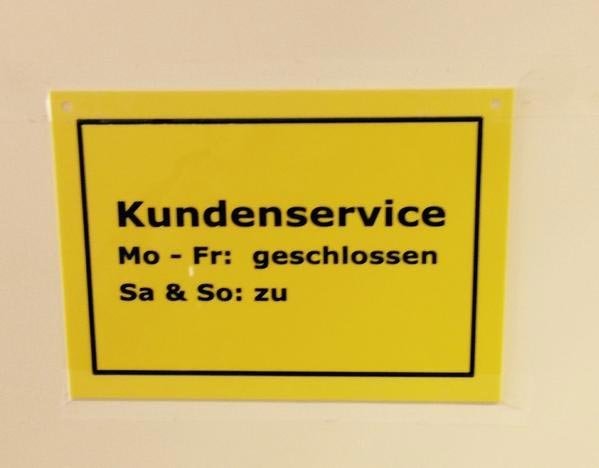 Kundenservice
Mo - Fr: geschlossen
Sa & So: zu